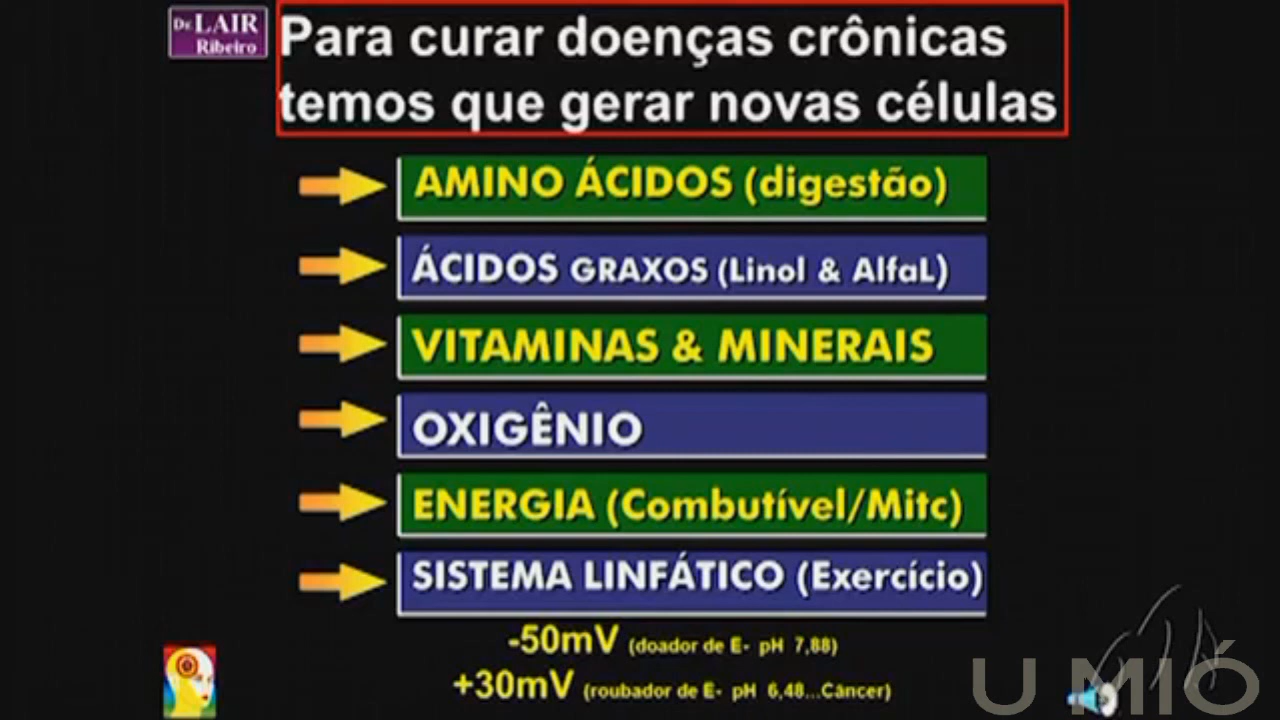 Dr. LAIR
Ribeiro
Para curar doenças crônicas
temos que gerar novas células
AMINO ÁCIDOS (digestão)
ÁCIDOS GRAXOS (Linol & AlfaL)
VITAMINAS & MINERAIS
OXIGÊNIO
ENERGIA (Combutível/Mitc)
SISTEMA LINFÁTICO (Exercício)
-50mV (doador de E- pH 7,88)
+30mV (roubador de E- pH 6,48...Câncer)
U MIÓ